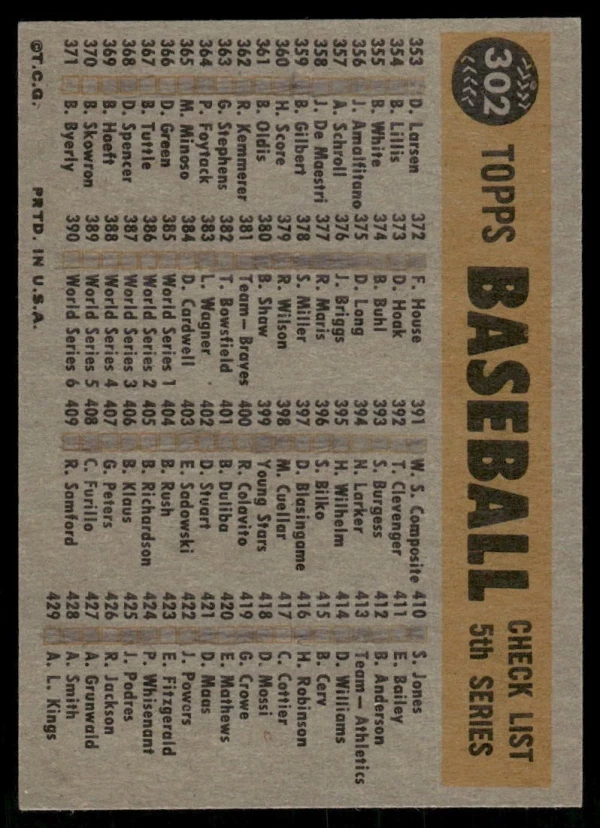 302 TOPPS BASEBALL CHECK LIST
5th SERIES
353 D. Larsen
354 B. Lillis
355 B. White
356 J. Amalfitano
357 A. Schroll
358 J. De Maestri
359 B. Gilbert
360 H. Score
361 B. Oldis
362 R. Kemmerer
363 G. Stephens
364 P. Foytack
365 M. Minoso
366 D. Green
367 B. Tuttle
368 D. Spencer
369 B. Hoeft
370 B. Skowron
371 B. Byerly
372 F. House
373 D. Hoak
374 B. Buhl
375 D. Long
376 J. Briggs
377 R. Maris
378 S. Miller
379 R. Wilson
380 B. Shaw
381 Team—Braves
382 T. Bowsfield
383 L. Wagner
384 D. Cardwell
385 World Series 1
386 World Series 2
387 World Series 3
388 World Series 4
389 World Series 5
390 World Series 6
391 W. S. Composite
392 T. Clevenger
393 S. Burgess
394 N. Larker
395 H. Wilhelm
396 S. Bilko
397 D. Blasingame
398 M. Cuellar
399 Young Stars
400 R. Colavito
401 B. Duliba
402 D. Stuart
403 E. Sadowski
404 B. Rush
405 B. Richardson
406 B. Klaus
407 G. Peters
408 C. Furillo
409 R. Samford
410 S. Jones
411 E. Bailey
412 B. Anderson
413 Team—Athletics
414 D. Williams
415 B. Cerv
416 H. Robinson
417 C. Cottier
418 D. Mossi
419 G. Crowe
420 E. Mathews
421 D. Maas
422 J. Powers
423 E. Fitzgerald
424 P. Whisenant
425 J. Podres
426 R. Jackson
427 A. Grunwald
428 A. Smith
429 A. L. Kings
©T.C.G. PRTD. IN U.S.A.